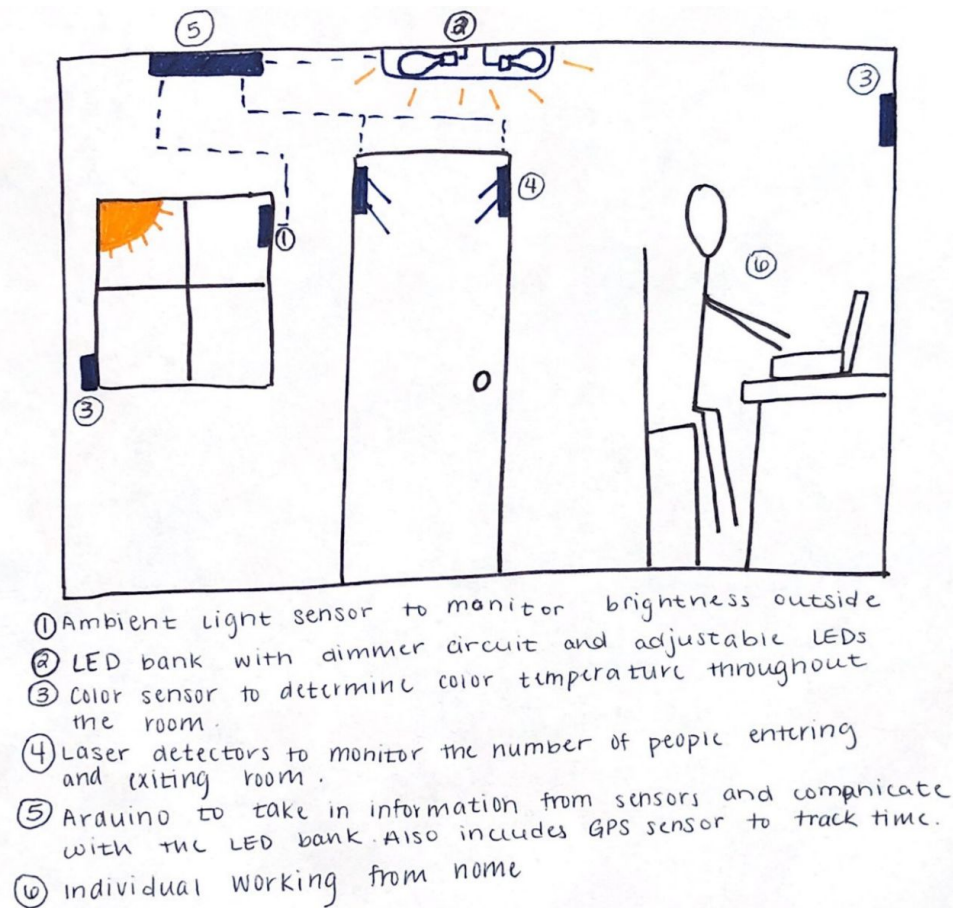 5
2
3
4
1
6
3
1 Ambient light sensor to monitor brightness outside
2 LED bank with dimmer circuit and adjustable LEDs
3 Color sensor to determine color temperature throughout
the room.
4 Laser detectors to monitor the number of people entering
and exiting room.
5 Arduino to take in information from sensors and compnicate
with the LED bank. Also includes GPS sensor to track time.
6 Individual working from home